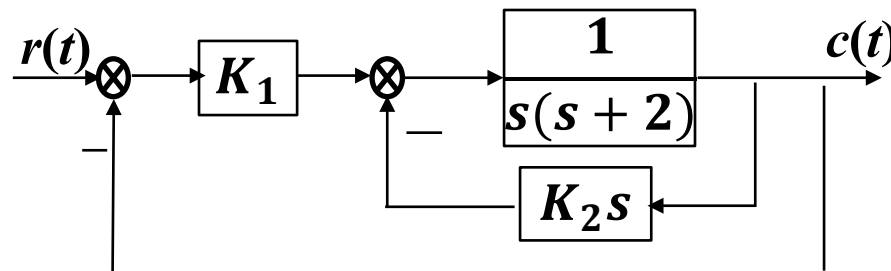 r(t)
K₁
1
s(s + 2)
c(t)
−
−
K₂s